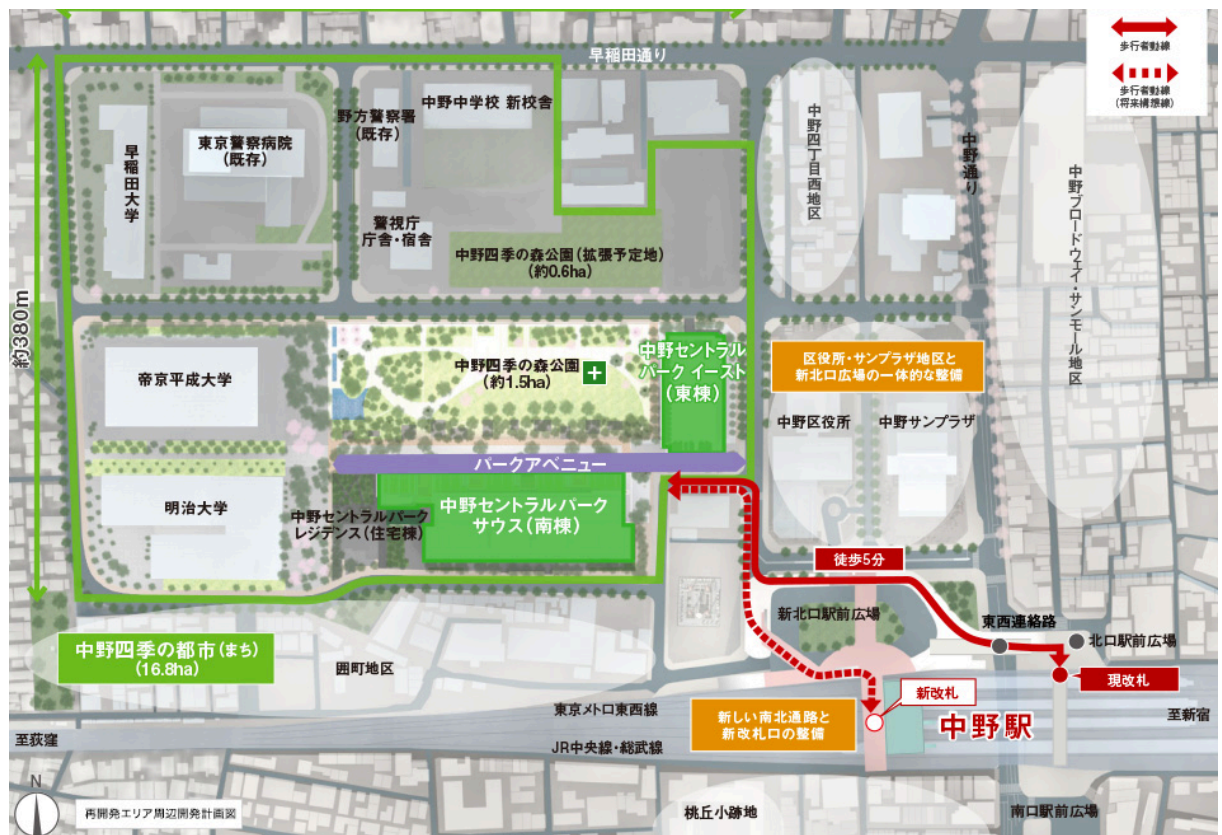 早稲田通り
歩行者動線
歩行者動線
(将来構想線)
早稲田大学
東京警察病院
(既存)
野方警察署
(既存)
中野中学校 新校舎
警視庁
庁舎・宿舎
中野四季の森公園(拡張予定地)
(約0.6ha)
中野四丁目西地区
中野通り
中野ブロードウェイ・サンモール地区
約380m
帝京平成大学
中野四季の森公園
(約1.5ha)
中野セントラル
パーク イースト
(東棟)
区役所・サンプラザ地区と
新北口広場の一体的な整備
中野区役所
中野サンプラザ
パークアベニュー
明治大学
中野セントラルパーク
レジデンス(住宅棟)
中野セントラルパーク
サウス(南棟)
徒歩5分
新北口駅前広場
東西連絡路
北口駅前広場
現改札
中野四季の都市(まち)
(16.8ha)
囲町地区
新改札
東京メトロ東西線
新しい南北通路と
新改札口の整備
中野駅
至新宿
至荻窪
JR中央線・総武線
N
再開発エリア周辺開発計画図
桃丘小跡地
南口駅前広場